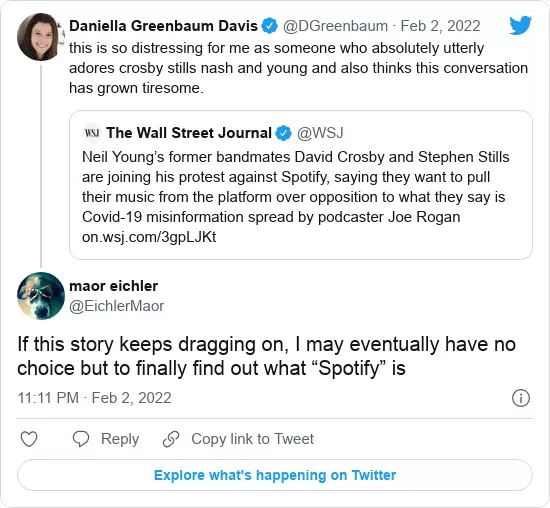 Daniella Greenbaum Davis @DGreenbaum · Feb 2, 2022
this is so distressing for me as someone who absolutely utterly
adores crosby stills nash and young and also thinks this conversation
has grown tiresome.
WSJ The Wall Street Journal @WSJ
Neil Young’s former bandmates David Crosby and Stephen Stills
are joining his protest against Spotify, saying they want to pull
their music from the platform over opposition to what they say is
Covid-19 misinformation spread by podcaster Joe Rogan
on.wsj.com/3gpLJKt
maor eichler
@EichlerMaor
If this story keeps dragging on, I may eventually have no
choice but to finally find out what “Spotify” is
11:11 PM · Feb 2, 2022
Reply Copy link to Tweet
Explore what's happening on Twitter